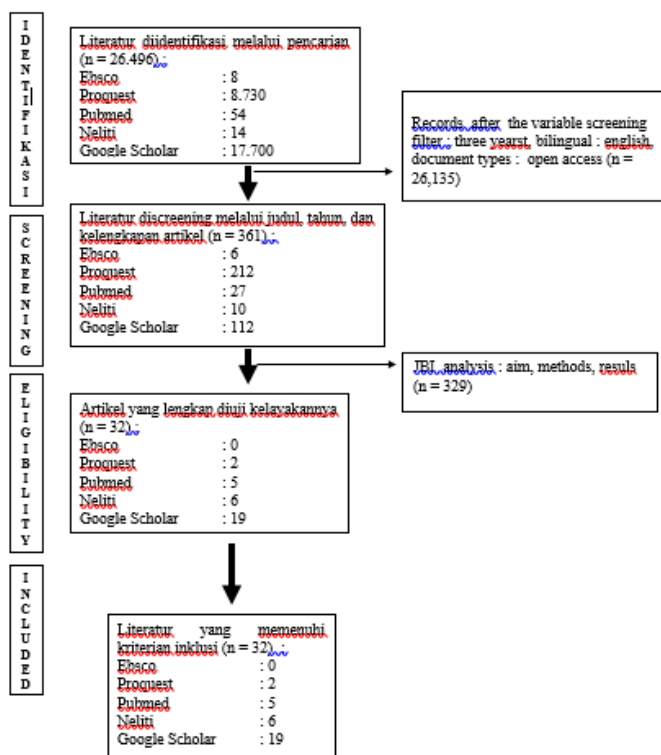 IDENTIFIKASI
Literatur diidentifikasi melalui pencarian
(n = 26.496) :
Ebsco : 8
Proquest : 8.730
Pubmed : 54
Neliti : 14
Google Scholar : 17.700
Records after the variable screening
filter : three yearst, bilingual : english,
document types : open access (n =
26,135)
SCREENING
Literatur discreening melalui judul, tahun, dan
kelengkapan artikel (n = 361) :
Ebsco : 6
Proquest : 212
Pubmed : 27
Neliti : 10
Google Scholar : 112
JBI analysis : aim, methods, resuls
(n = 329)
ELIGIBILITY
Artikel yang lengkap diuji kelayakannya
(n = 32) :
Ebsco : 0
Proquest : 2
Pubmed : 5
Neliti : 6
Google Scholar : 19
INCLUDED
Literatur yang memenuhi
kriterian inklusi (n = 32) :
Ebsco : 0
Proquest : 2
Pubmed : 5
Neliti : 6
Google Scholar : 19